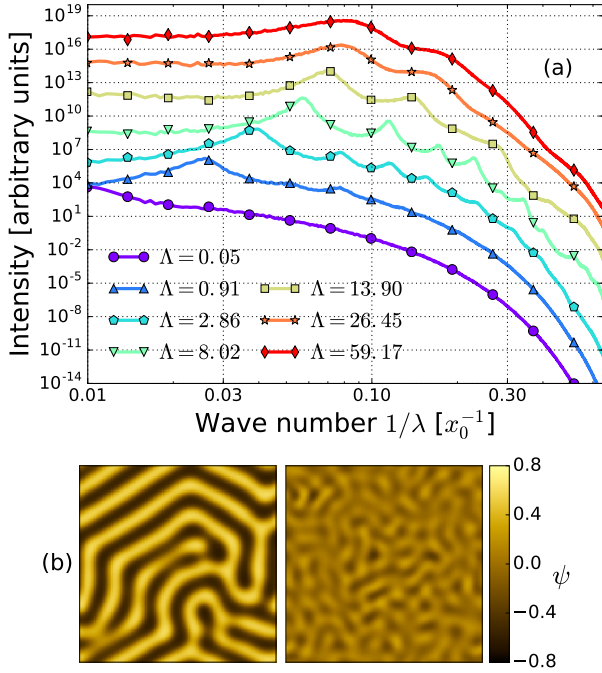 Intensity [arbitrary units]
10^19
10^16
10^13
10^10
10^7
10^4
10^1
10^−2
10^−5
10^−8
10^−11
10^−14
(a)
Λ = 0.05
Λ = 0.91
Λ = 2.86
Λ = 8.02
Λ = 13.90
Λ = 26.45
Λ = 59.17
0.01 0.03 0.10 0.30
Wave number 1/λ [x_0^−1]
(b)
0.8
0.4
0.0
−0.4
−0.8
ψ